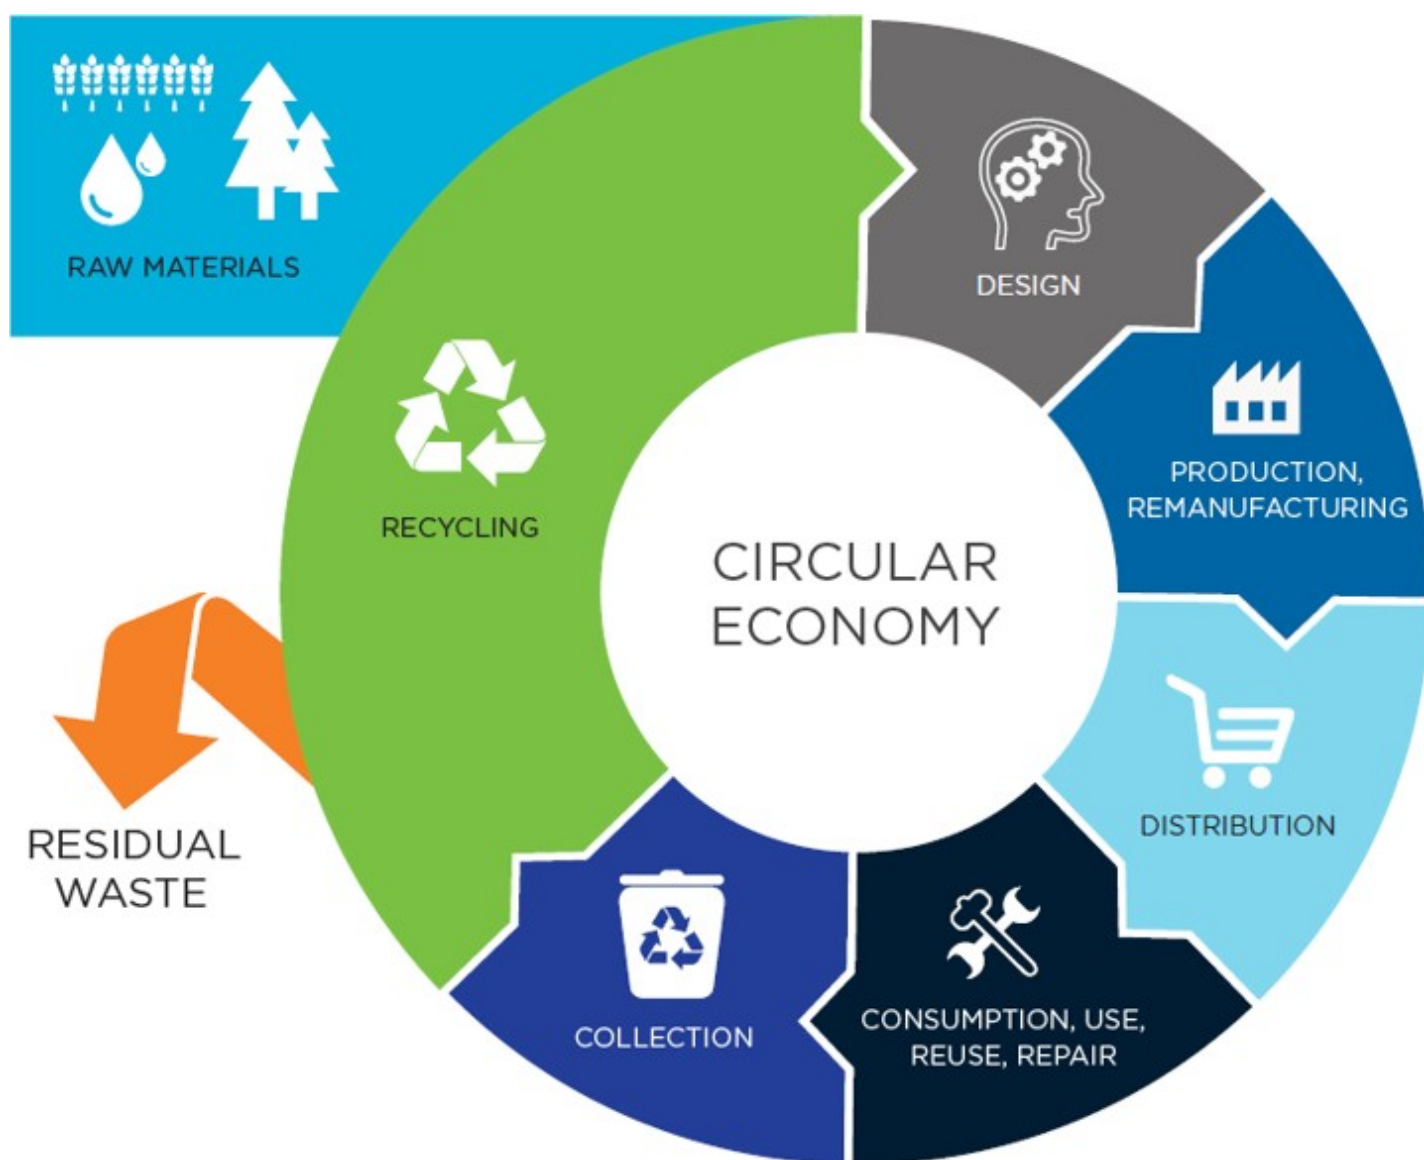 RAW MATERIALS
DESIGN
PRODUCTION,
REMANUFACTURING
RECYCLING
CIRCULAR
ECONOMY
DISTRIBUTION
RESIDUAL
WASTE
CONSUMPTION, USE,
REUSE, REPAIR
COLLECTION